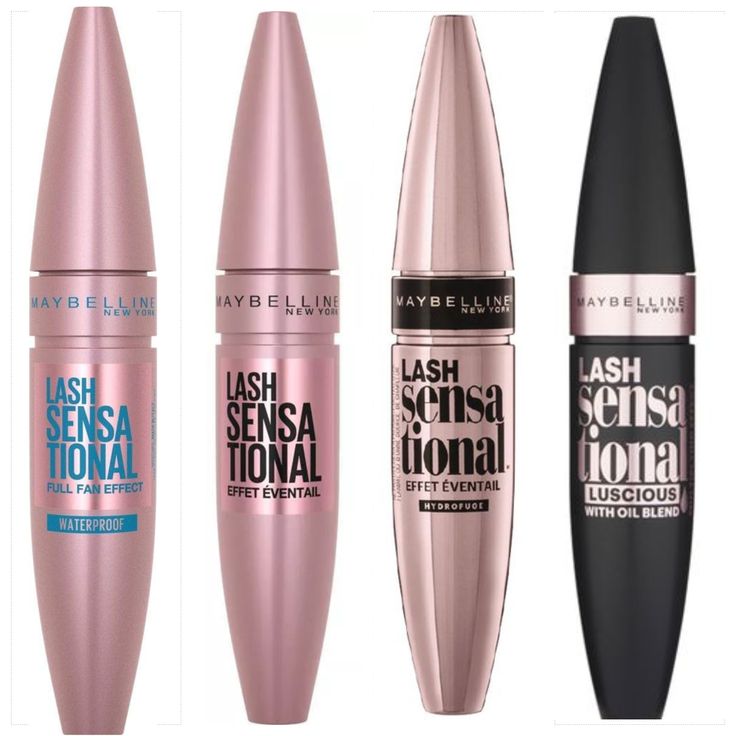 MAYBELLINE
NEW YORK
LASH
SENSA
TIONAL
FULL FAN EFFECT
WATERPROOF
MAYBELLINE
NEW YORK
LASH
SENSA
TIONAL
EFFET ÉVENTAIL
MAYBELLINE
NEW YORK
LASH
sensa
tional
EFFET ÉVENTAIL
HYDROFUGE
MAYBELLINE
NEW YORK
LASH
sensa
tional
LUSCIOUS
WITH OIL BLEND